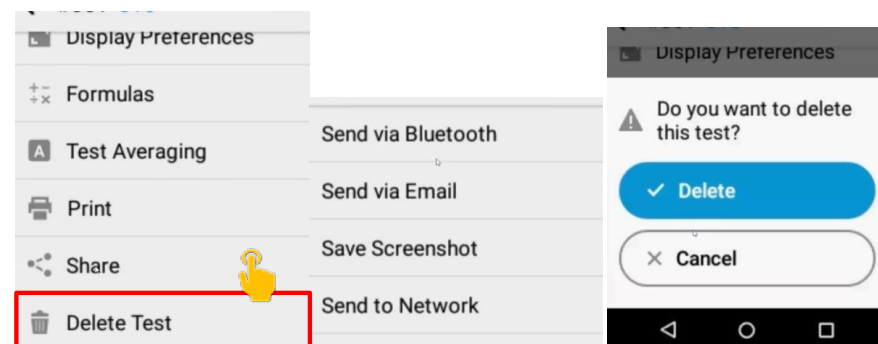 Display Preferences
Formulas
A
Test Averaging
Print
Share
Delete Test
Send via Bluetooth
Send via Email
Save Screenshot
Send to Network
Display Preferences
Do you want to delete
this test?
Delete
Cancel